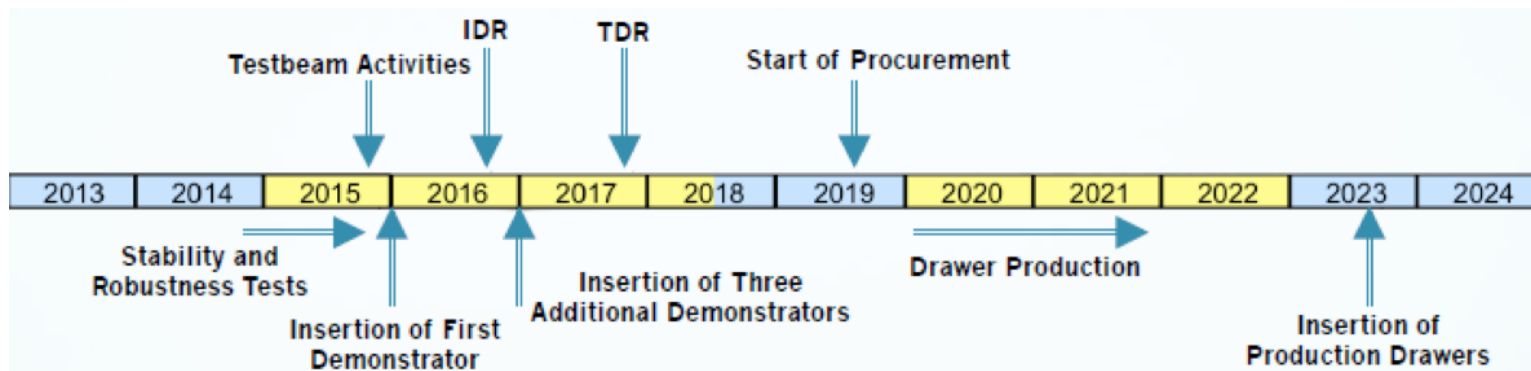 IDR
TDR
Testbeam Activities
Start of Procurement
2013 2014 2015 2016 2017 2018 2019 2020 2021 2022 2023 2024
Stability and
Robustness Tests
Insertion of First
Demonstrator
Insertion of Three
Additional Demonstrators
Drawer Production
Insertion of
Production Drawers